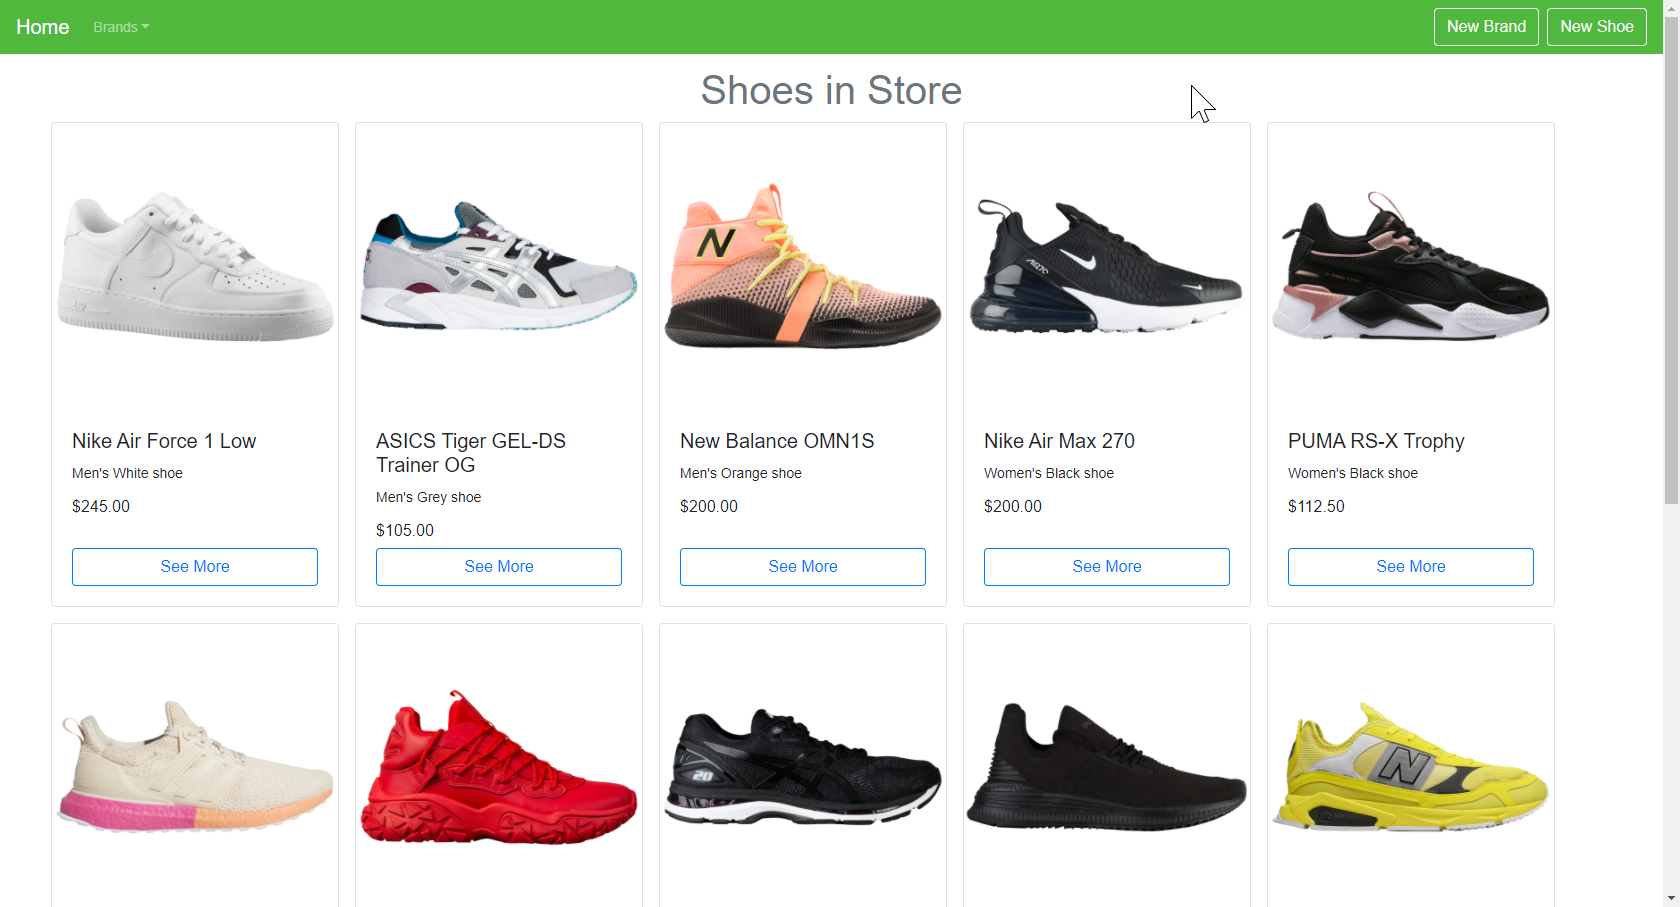 Home Brands New Brand New Shoe
Shoes in Store
Nike Air Force 1 Low
Men's White shoe
$245.00
See More
ASICS Tiger GEL-DS
Trainer OG
Men's Grey shoe
$105.00
See More
New Balance OMN1S
Men's Orange shoe
$200.00
See More
Nike Air Max 270
Women's Black shoe
$200.00
See More
PUMA RS-X Trophy
Women's Black shoe
$112.50
See More
N
AIR
20
N